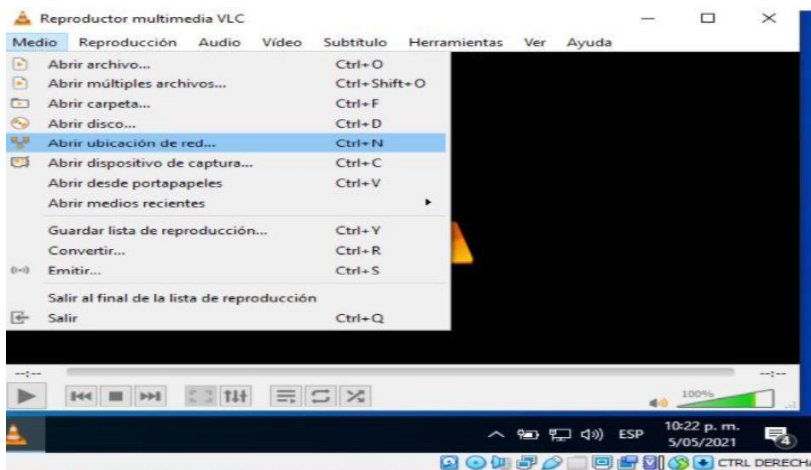 Reproductor multimedia VLC
Medio Reproducción Audio Vídeo Subtítulo Herramientas Ver Ayuda
Abrir archivo... Ctrl+O
Abrir múltiples archivos... Ctrl+Shift+O
Abrir carpeta... Ctrl+F
Abrir disco... Ctrl+D
Abrir ubicación de red... Ctrl+N
Abrir dispositivo de captura... Ctrl+C
Abrir desde portapapeles Ctrl+V
Abrir medios recientes
Guardar lista de reproducción... Ctrl+Y
Convertir... Ctrl+R
Emitir... Ctrl+S
Salir al final de la lista de reproducción
Salir Ctrl+Q
--:-- --:--
100%
ESP 10:22 p. m.
5/05/2021 4
CTRL DERECHA